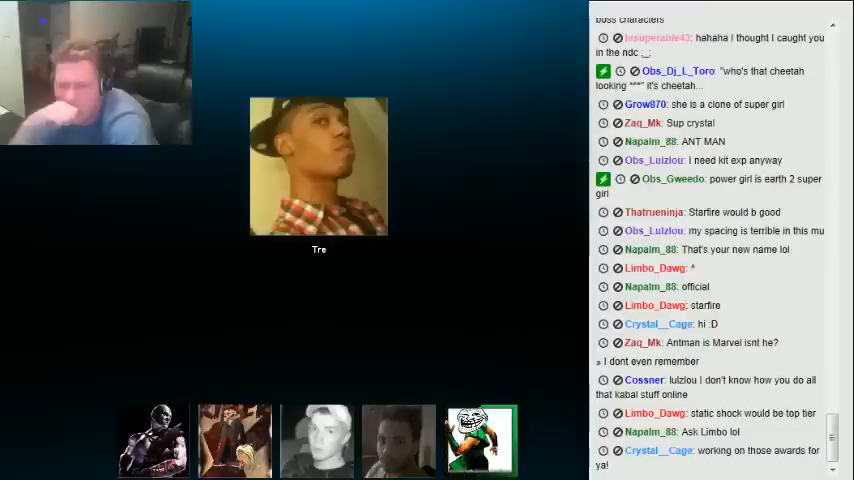 boss characters
Tre
Insuperable43: hahaha I thought I caught you
in the ndc :_:
Obs_Dj_L_Toro: "who's that cheetah
looking ***" it's cheetah...
Grow870: she is a clone of super girl
Zaq_Mk: Sup crystal
Napalm_88: ANT MAN
Obs_Luizlou: I need kit exp anyway
Obs_Gweedo: power girl is earth 2 super
girl
Thatrueninja: Starfire would b good
Obs_Luizlou: my spacing is terrible in this mu
Napalm_88: That's your new name lol
Limbo_Dawg: ^
Napalm_88: official
Limbo_Dawg: starfire
Crystal__Cage: hi :D
Zaq_Mk: Antman is Marvel isnt he?
» I dont even remember
Cossner: lulzlou I don't know how you do all
that kabal stuff online
Limbo_Dawg: static shock would be top tier
Napalm_88: Ask Limbo lol
Crystal__Cage: working on those awards for
ya!